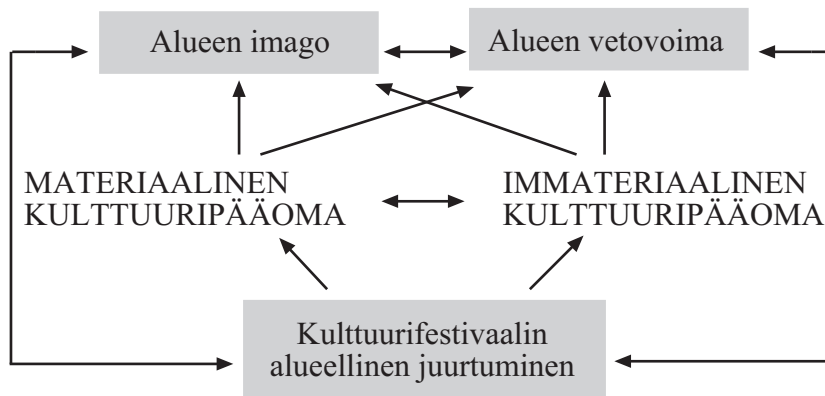 Alueen imago
Alueen vetovoima
MATERIAALINEN
KULTTUURIPÄÄOMA
IMMATERIAALINEN
KULTTUURIPÄÄOMA
Kulttuurifestivaalin
alueellinen juurtuminen